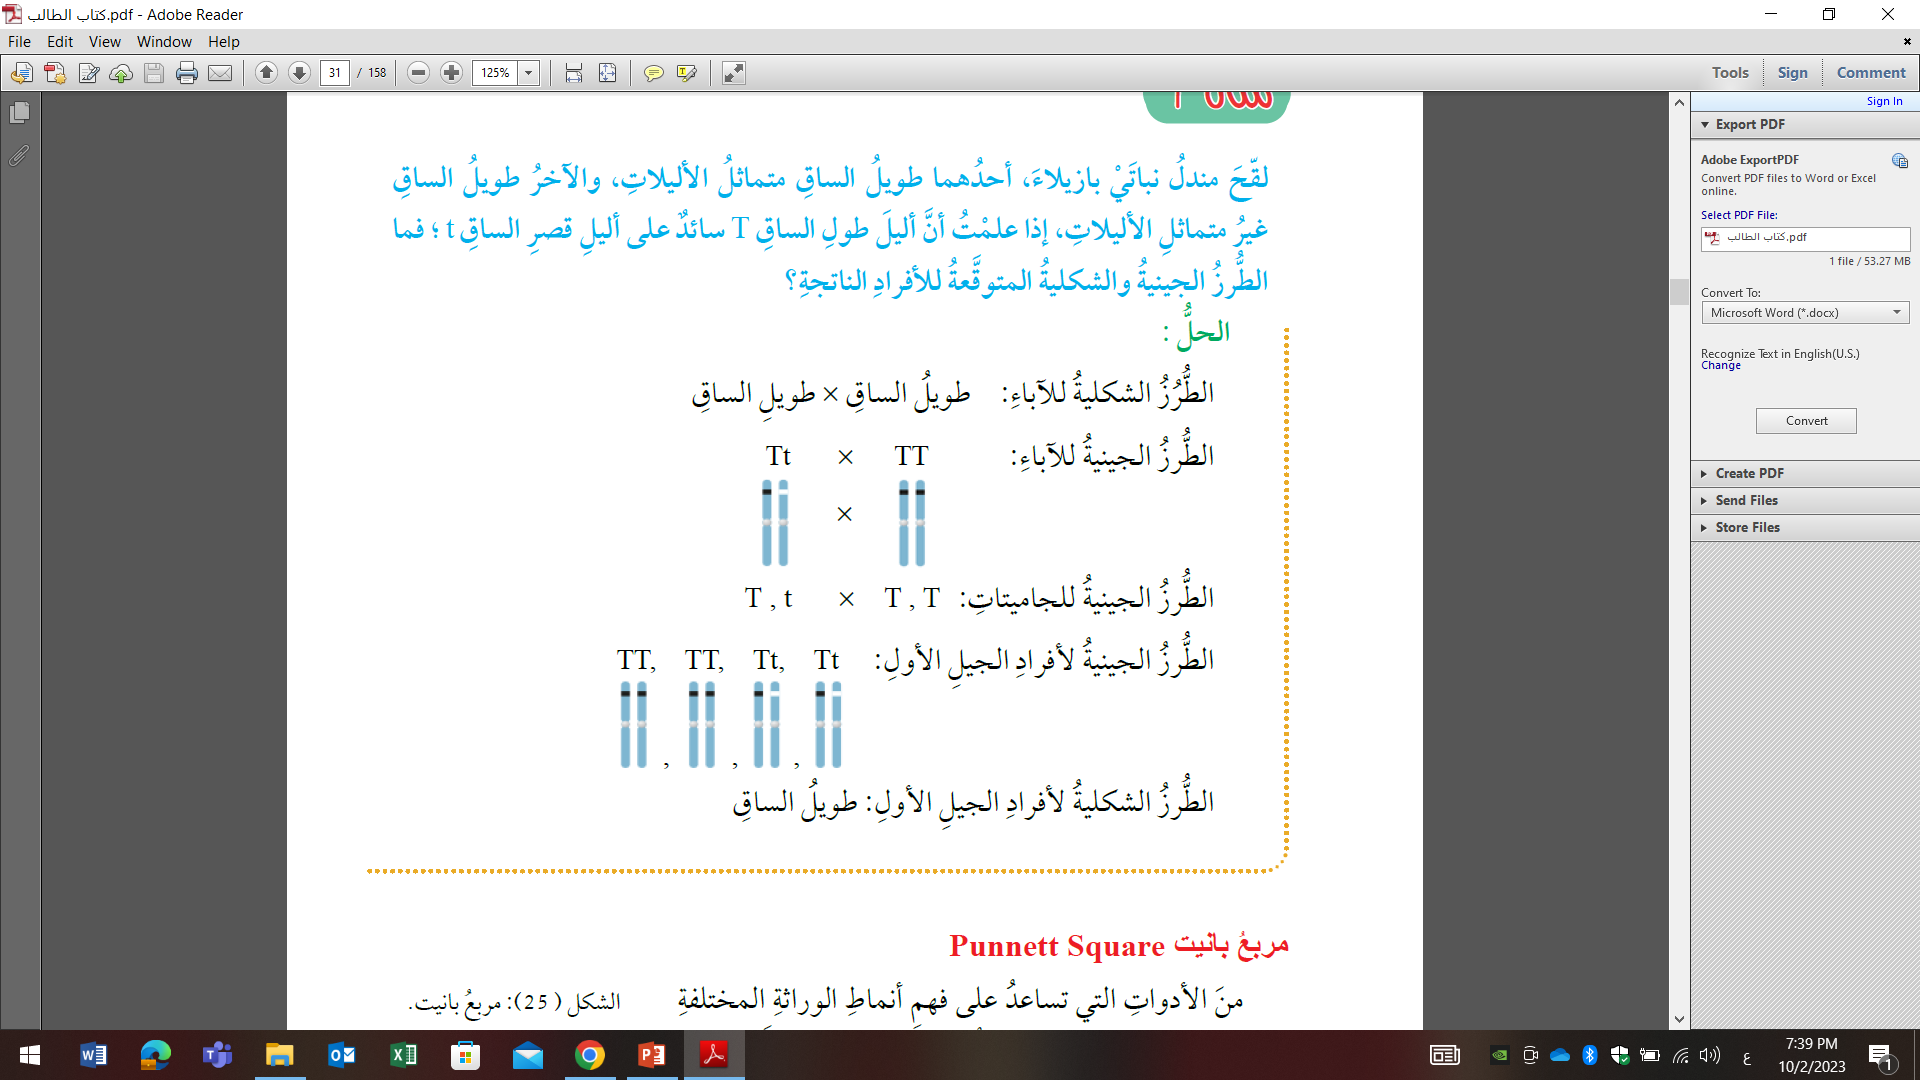 كتاب الطالب.pdf - Adobe Reader
File Edit View Window Help
31 / 158 125% Tools Sign Comment
Sign In
Export PDF
Adobe ExportPDF
Convert PDF files to Word or Excel
online.
Select PDF File:
كتاب الطالب.pdf
1 file / 53.27 MB
Convert To:
Microsoft Word (*.docx)
Recognize Text in English(U.S.)
Change
Convert
Create PDF
Send Files
Store Files
لقّحَ مندلُ نباتَيْ بازيلاءَ، أحدُهما طويلُ الساقِ متماثلُ الأليلاتِ، والآخرُ طويلُ الساقِ
غيرُ متماثلِ الأليلاتِ، إذا علمْتُ أنَّ أليلَ طولِ الساقِ T سائدٌ على أليلِ قصرِ الساقِ t ؛ فما
الطُّرزُ الجينيةُ والشكليةُ المتوقَّعةُ للأفرادِ الناتجةِ؟
الحلُّ :
الطُّرُزُ الشكليةُ للآباءِ: طويلُ الساقِ × طويلِ الساقِ
الطُّرزُ الجينيةُ للآباءِ: TT × Tt
×
الطُّرزُ الجينيةُ للجاميتاتِ: T , T × T , t
الطُّرزُ الجينيةُ لأفرادِ الجيلِ الأولِ: TT, TT, Tt, Tt
, , ,
الطُّرزُ الشكليةُ لأفرادِ الجيلِ الأولِ: طويلُ الساقِ
مربعُ بانيت Punnett Square
منَ الأدواتِ التي تساعدُ على فهمِ أنماطِ الوراثةِ المختلفةِ
الشكل ( 25): مربعُ بانيت.
ع
7:39 PM
10/2/2023
1